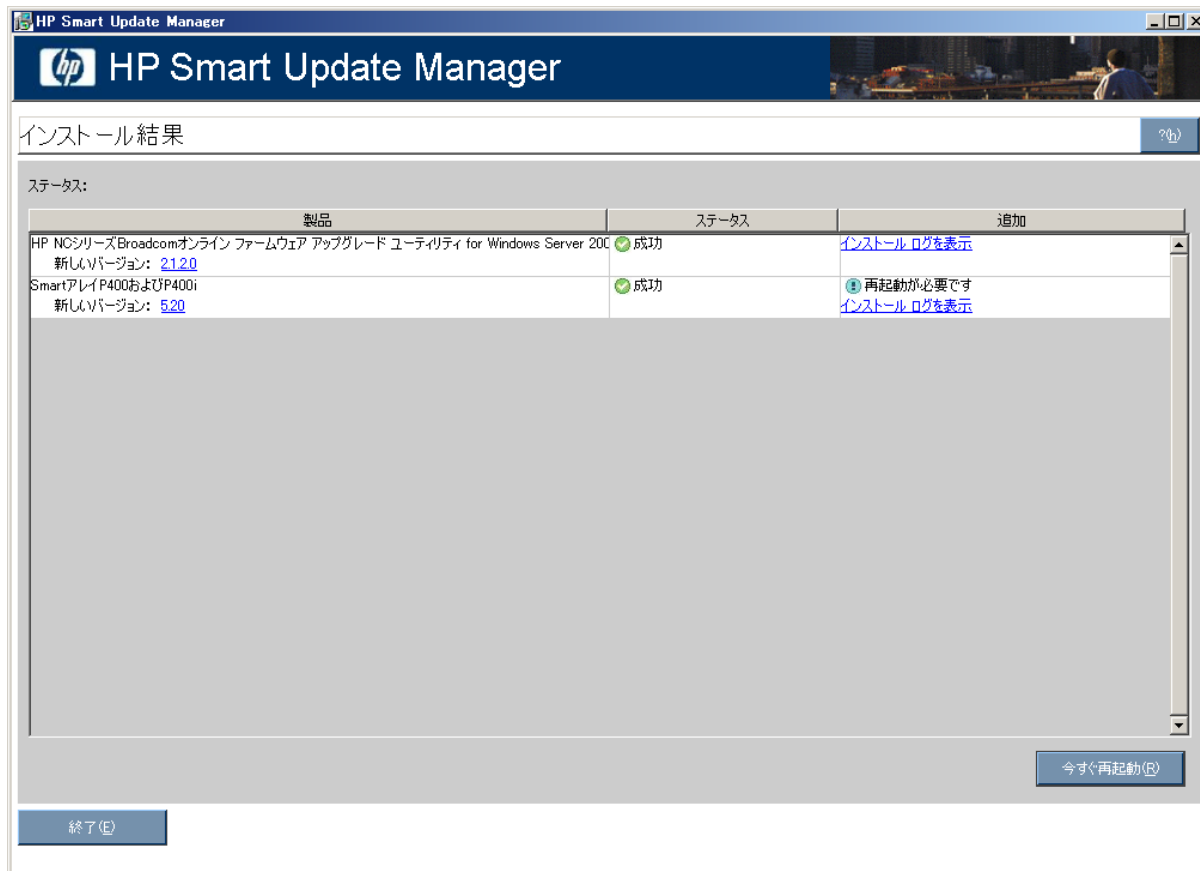 HP Smart Update Manager
hp HP Smart Update Manager
インストール結果
?(h)
ステータス:
製品 ステータス 追加
HP NCシリーズBroadcomオンライン ファームウェア アップグレード ユーティリティ for Windows Server 200 成功 インストール ログを表示
新しいバージョン: 2.1.2.0
SmartアレイP400およびP400i 成功 再起動が必要です
新しいバージョン: 5.20 インストール ログを表示
今すぐ再起動(R)
終了(E)